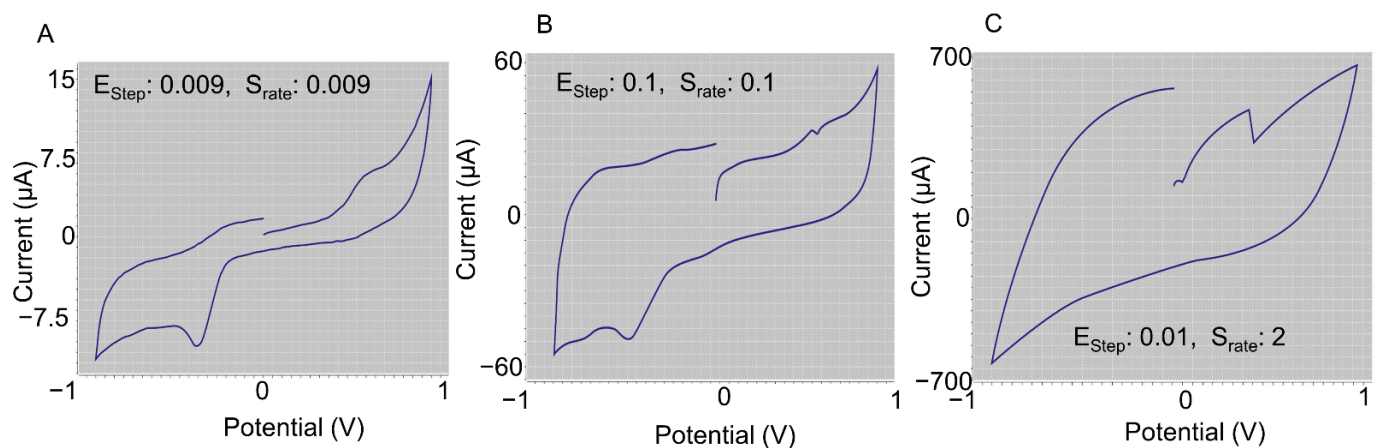 A
E_Step: 0.009, S_rate: 0.009
15
7.5
0
−7.5
Current (µA)
−1
0
1
Potential (V)
B
E_Step: 0.1, S_rate: 0.1
60
0
−60
Current (µA)
−1
0
1
Potential (V)
C
700
0
−700
Current (µA)
E_Step: 0.01, S_rate: 2
−1
0
1
Potential (V)